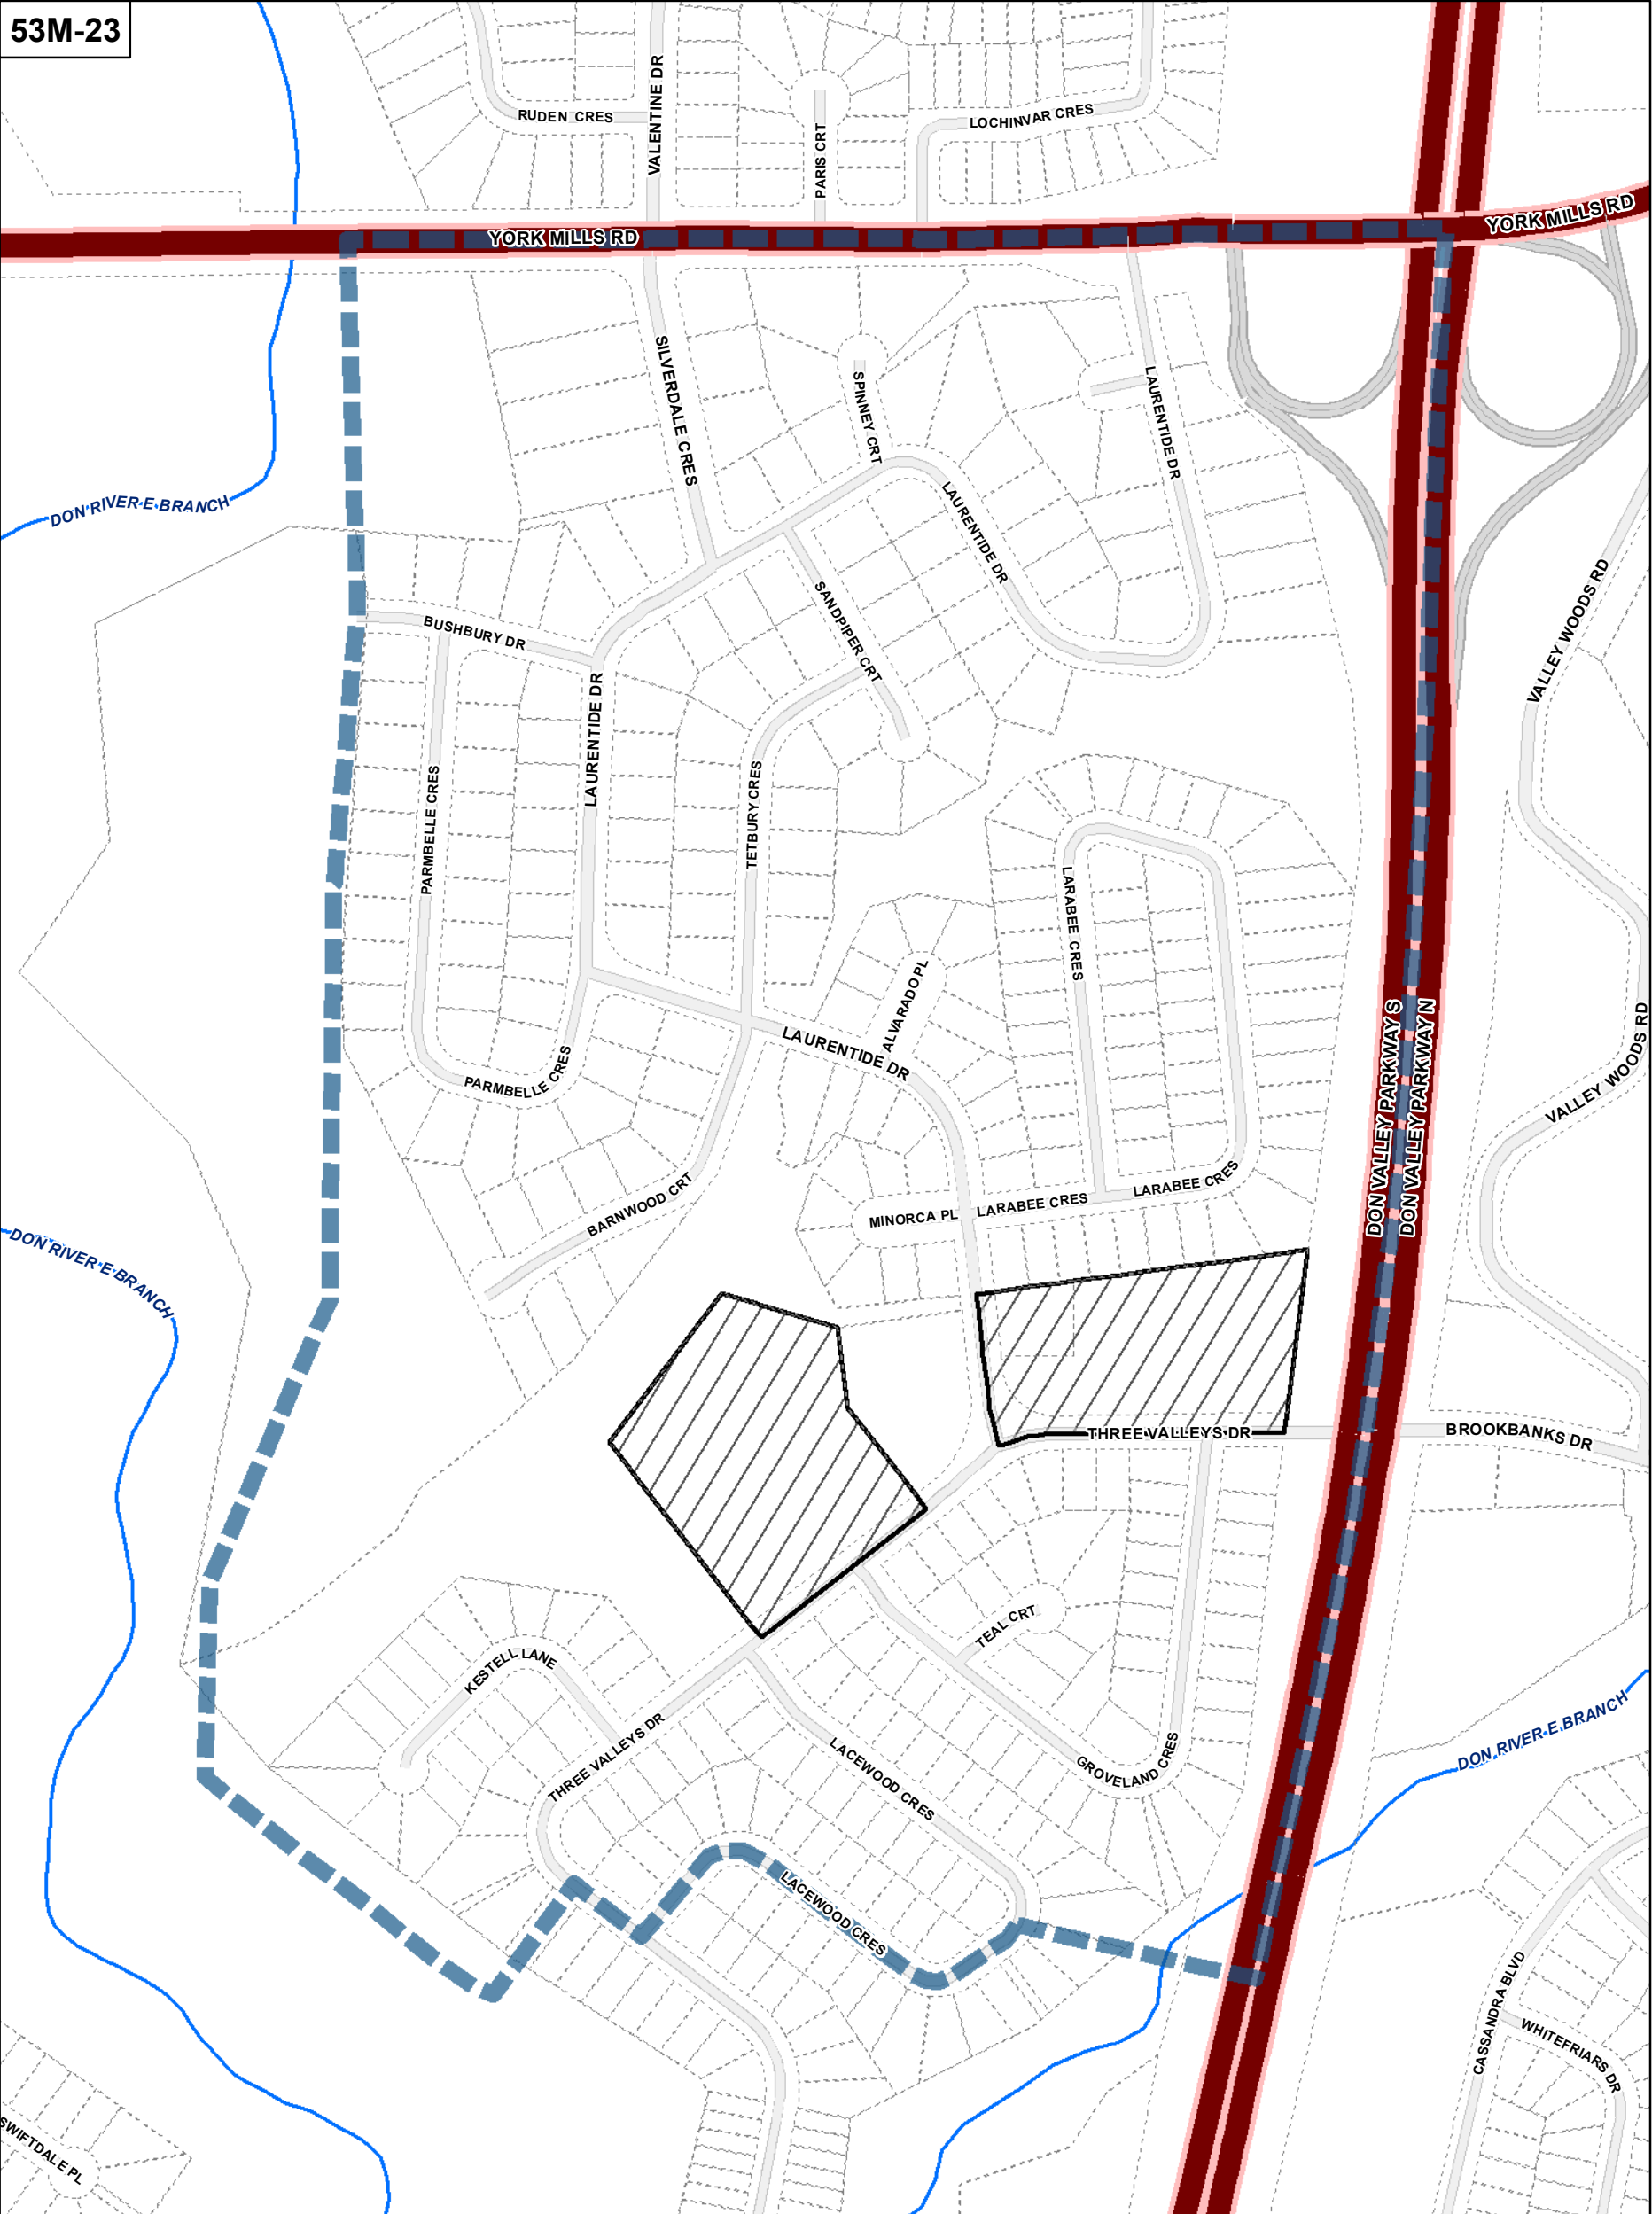 53M-23
VALENTINE DR
RUDEN CRES
PARIS CRT
LOCHINVAR CRES
YORK MILLS RD
YORK MILLS RD
SILVERDALE CRES
SPINNEY CRT
LAURENTIDE DR
LAURENTIDE DR
DON RIVER E BRANCH
SANDPIPER CRT
BUSHBURY DR
VALLEY WOODS RD
LAURENTIDE DR
PARMBELLE CRES
TETBURY CRES
LARABEE CRES
ALVARADO PL
LAURENTIDE DR
PARMBELLE CRES
DON VALLEY PARKWAY S
DON VALLEY PARKWAY N
VALLEY WOODS RD
BARNWOOD CRT
MINORCA PL
LARABEE CRES
LARABEE CRES
DON RIVER E BRANCH
THREE VALLEYS DR
BROOKBANKS DR
TEAL CRT
KESTELL LANE
THREE VALLEYS DR
LACEWOOD CRES
GROVELAND CRES
DON RIVER E BRANCH
LACEWOOD CRES
CASSANDRA BLVD
WHITEFRIARS DR
SWIFTDALE PL